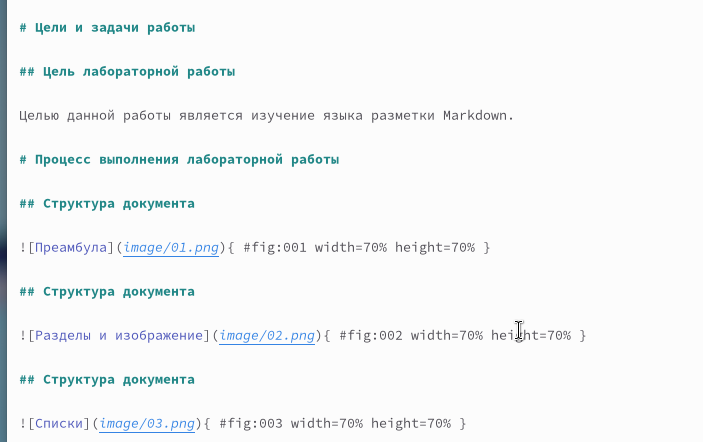 # Цели и задачи работы
## Цель лабораторной работы
Целью данной работы является изучение языка разметки Markdown.
# Процесс выполнения лабораторной работы
## Структура документа
![Преамбула](image/01.png){ #fig:001 width=70% height=70% }
## Структура документа
![Разделы и изображение](image/02.png){ #fig:002 width=70% height=70% }
## Структура документа
![Списки](image/03.png){ #fig:003 width=70% height=70% }